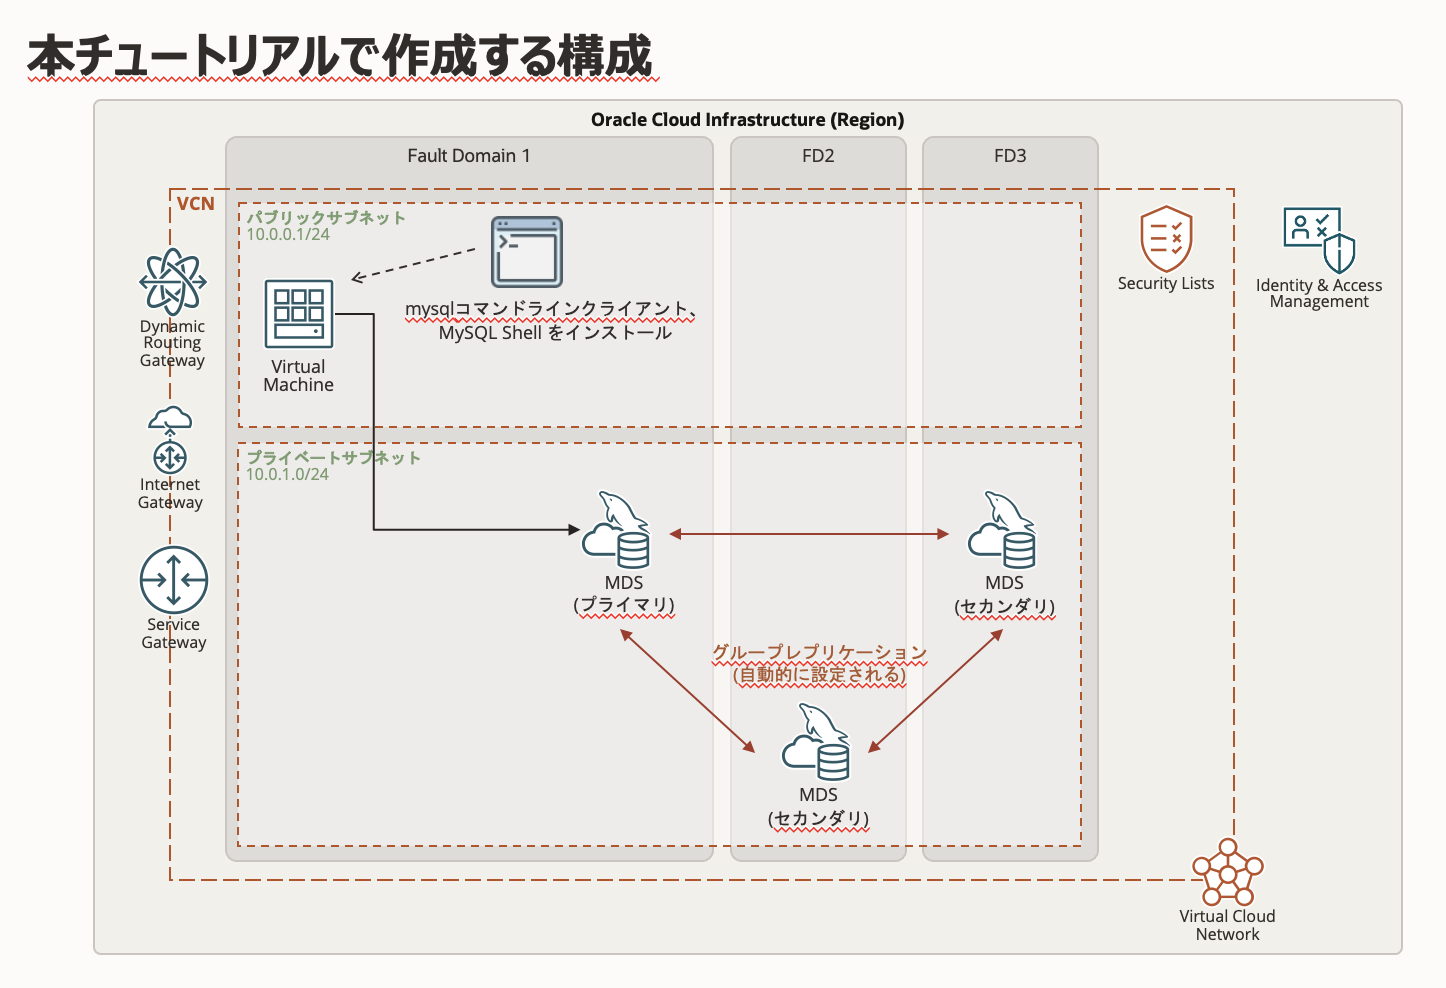 本チュートリアルで作成する構成
Oracle Cloud Infrastructure (Region)
Fault Domain 1
FD2
FD3
VCN
パブリックサブネット
10.0.0.1/24
mysqlコマンドラインクライアント、
MySQL Shell をインストール
Virtual
Machine
Dynamic
Routing
Gateway
Internet
Gateway
Service
Gateway
Security Lists
Identity & Access
Management
プライベートサブネット
10.0.1.0/24
MDS
(プライマリ)
MDS
(セカンダリ)
グループレプリケーション
(自動的に設定される)
MDS
(セカンダリ)
Virtual Cloud
Network